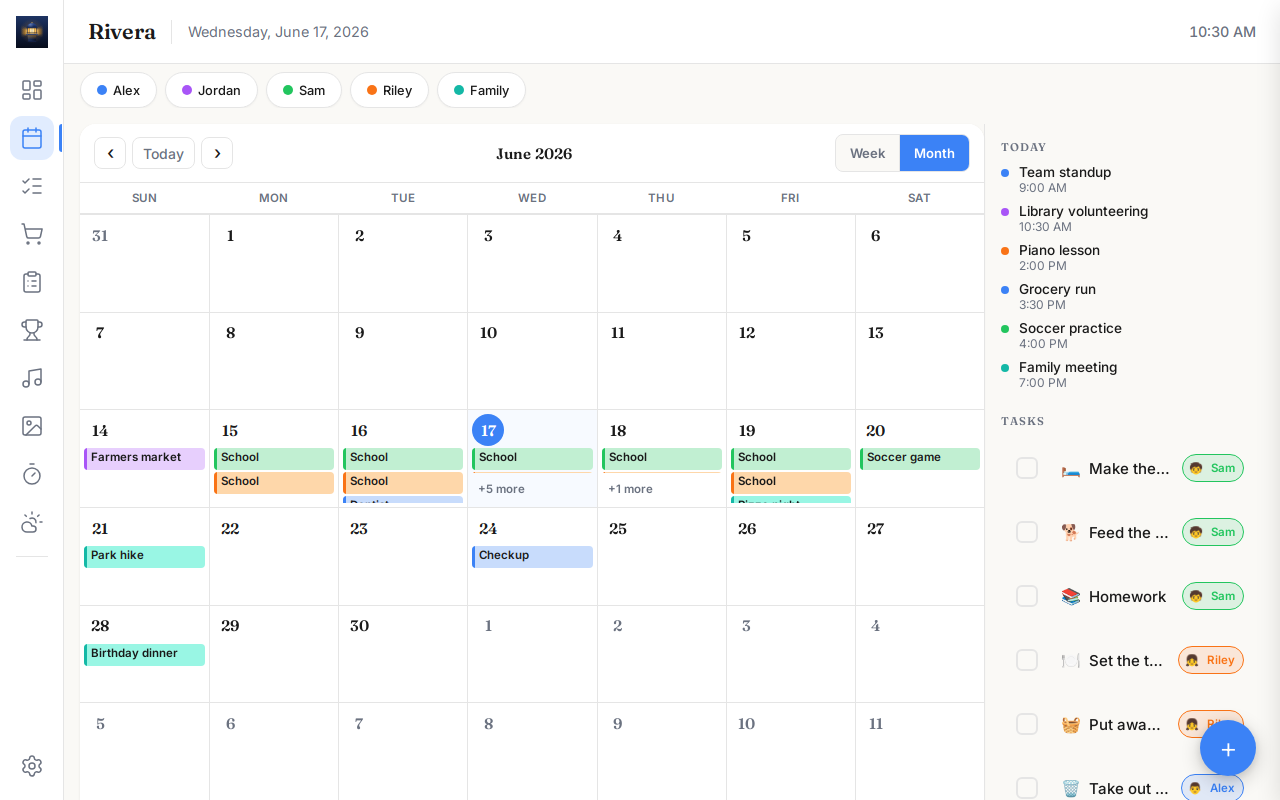 Rivera
Wednesday, June 17, 2026
10:30 AM
Alex
Jordan
Sam
Riley
Family
Today
June 2026
Week
Month
SUN MON TUE WED THU FRI SAT
31 1 2 3 4 5 6
7 8 9 10 11 12 13
14 15 16 17 18 19 20
Farmers market School School School School School Soccer game
School School +5 more +1 more School
21 22 23 24 25 26 27
Park hike Checkup
28 29 30 1 2 3 4
Birthday dinner
5 6 7 8 9 10 11
TODAY
Team standup
9:00 AM
Library volunteering
10:30 AM
Piano lesson
2:00 PM
Grocery run
3:30 PM
Soccer practice
4:00 PM
Family meeting
7:00 PM
TASKS
Make the... Sam
Feed the ... Sam
Homework Sam
Set the t... Riley
Put awa...
Take out ... Alex